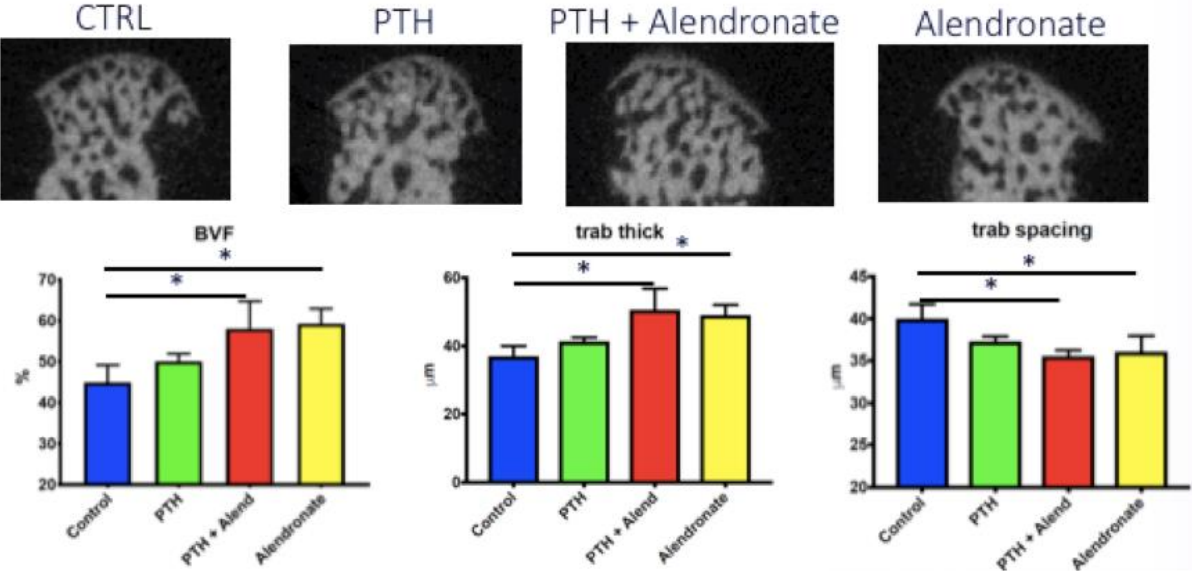 CTRL
PTH
PTH + Alendronate
Alendronate
BVF
*
*
70
60
50
40
30
20
%
Control
PTH
PTH + Alend
Alendronate
trab thick
*
*
60
40
20
0
μm
Control
PTH
PTH + Alend
Alendronate
trab spacing
*
*
45
40
35
30
25
20
μm
Control
PTH
PTH + Alend
Alendronate